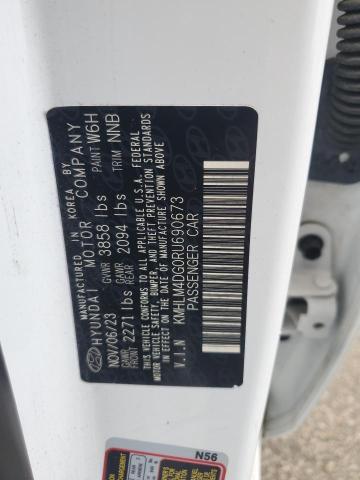 MANUFACTURED IN KOREA BY
HYUNDAI MOTOR COMPANY
NOV/06/23 GVWR 3858 lbs PAINT W6H
GAWR FRONT 2271 lbs GAWR REAR 2094 lbs TRIM NNB
THIS VEHICLE CONFORMS TO ALL APPLICABLE U.S.A. FEDERAL
MOTOR VEHICLE SAFETY, BUMPER, AND THEFT PREVENTION STANDARDS
IN EFFECT ON THE DATE OF MANUFACTURE SHOWN ABOVE.
V.I.N KMHLM4DG0RU690673
PASSENGER CAR
N56